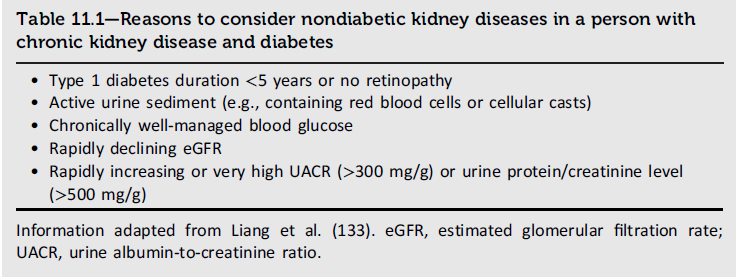 Table 11.1—Reasons to consider nondiabetic kidney diseases in a person with
chronic kidney disease and diabetes
• Type 1 diabetes duration <5 years or no retinopathy
• Active urine sediment (e.g., containing red blood cells or cellular casts)
• Chronically well-managed blood glucose
• Rapidly declining eGFR
• Rapidly increasing or very high UACR (>300 mg/g) or urine protein/creatinine level
(>500 mg/g)
Information adapted from Liang et al. (133). eGFR, estimated glomerular filtration rate;
UACR, urine albumin-to-creatinine ratio.